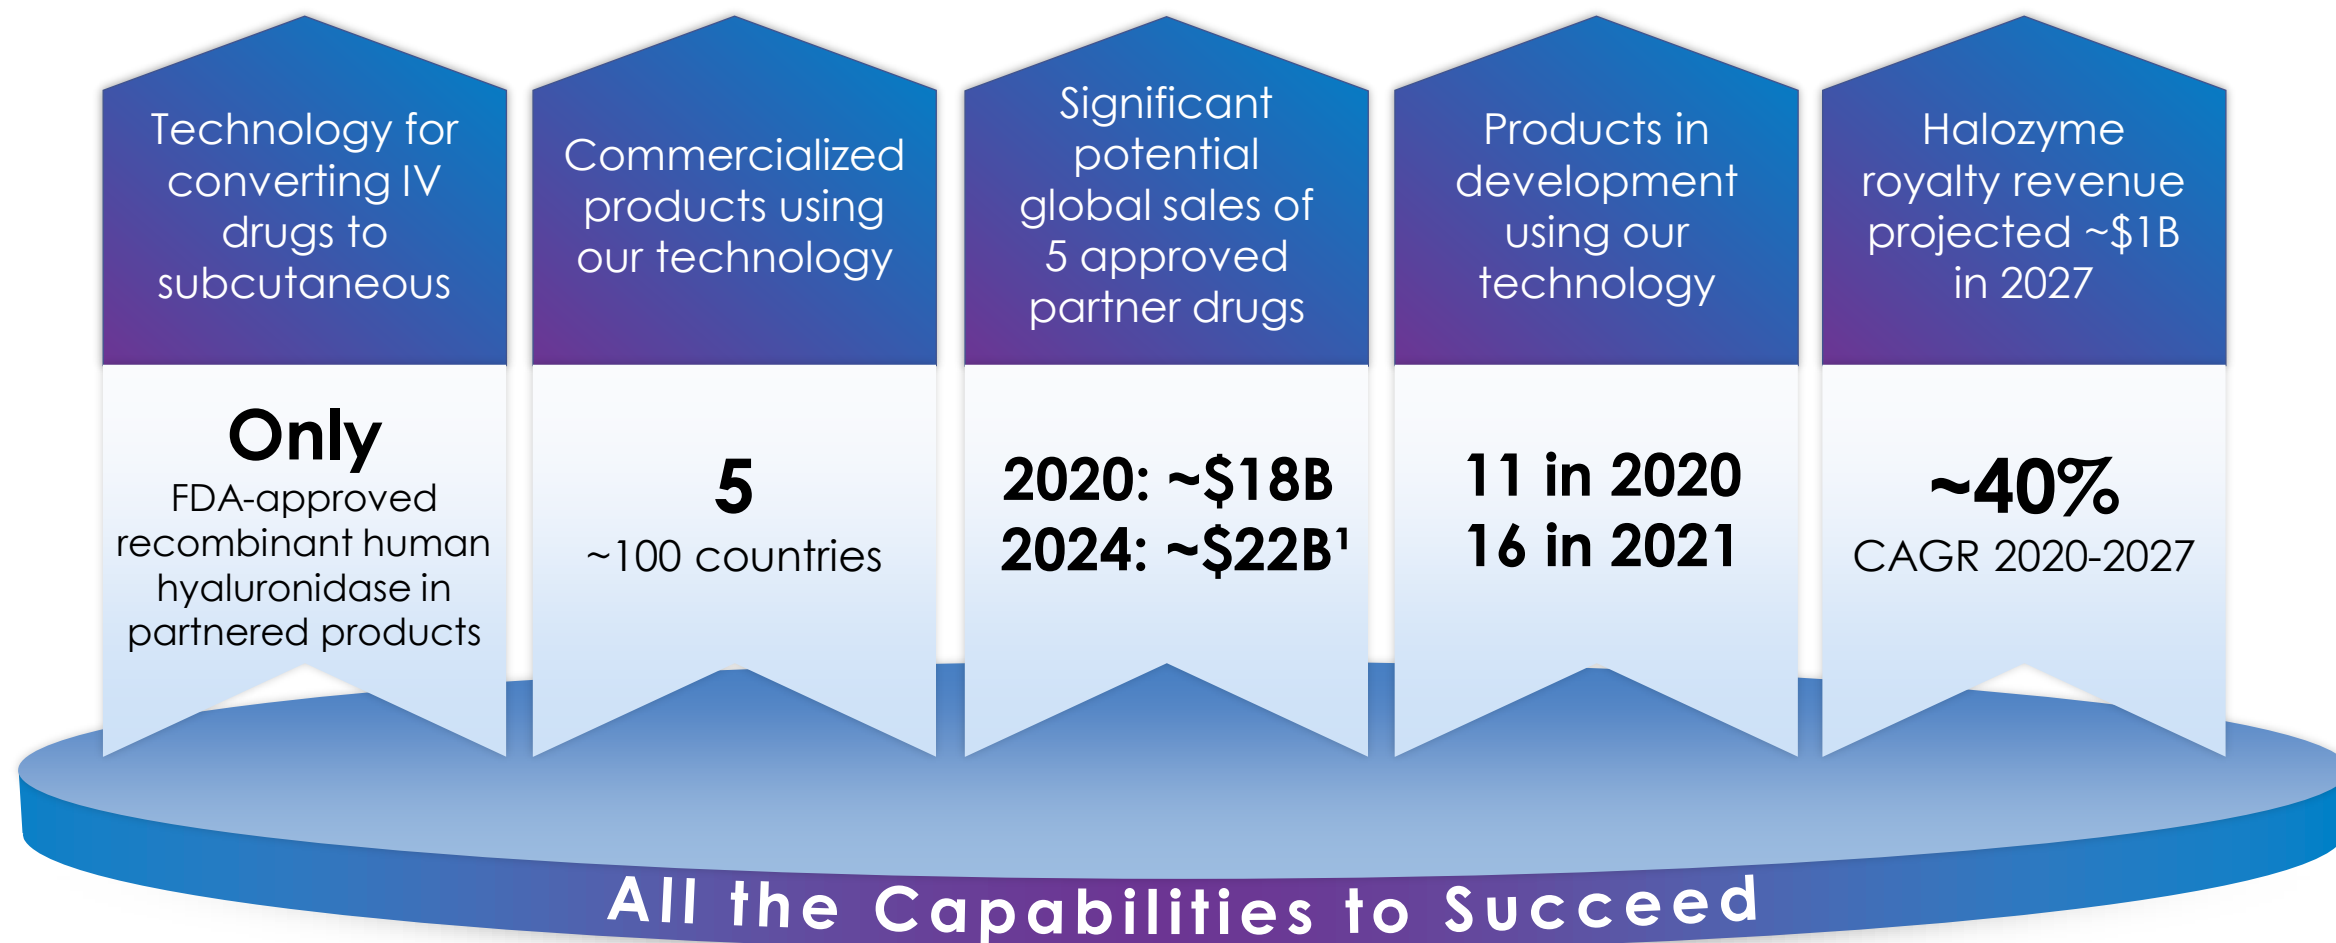 Technology for
converting IV
drugs to
subcutaneous
Only
FDA-approved
recombinant human
hyaluronidase in
partnered products
Commercialized
products using
our technology
5
~100 countries
Significant
potential
global sales of
5 approved
partner drugs
2020: ~$18B
2024: ~$22B¹
Products in
development
using our
technology
11 in 2020
16 in 2021
Halozyme
royalty revenue
projected ~$1B
in 2027
~40%
CAGR 2020-2027
All the Capabilities to Succeed